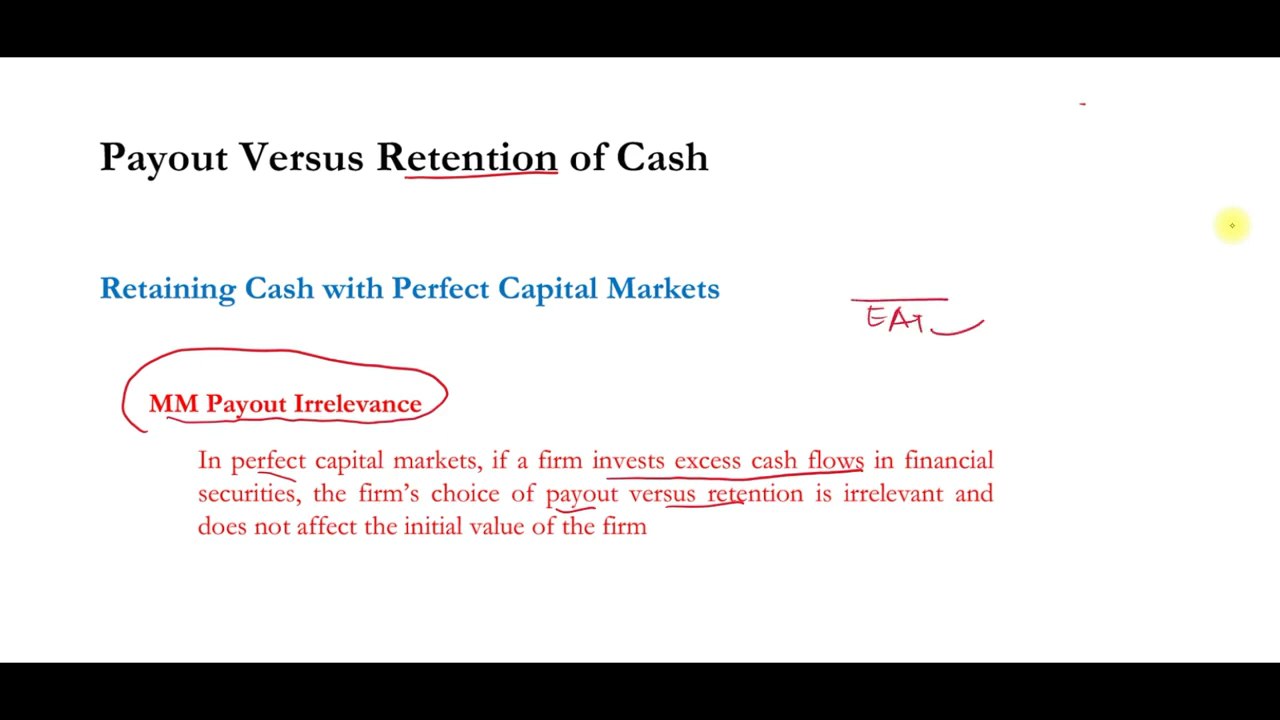 Payout Versus Retention of Cash
Retaining Cash with Perfect Capital Markets
EAT
MM Payout Irrelevance
In perfect capital markets, if a firm invests excess cash flows in financial
securities, the firm's choice of payout versus retention is irrelevant and
does not affect the initial value of the firm